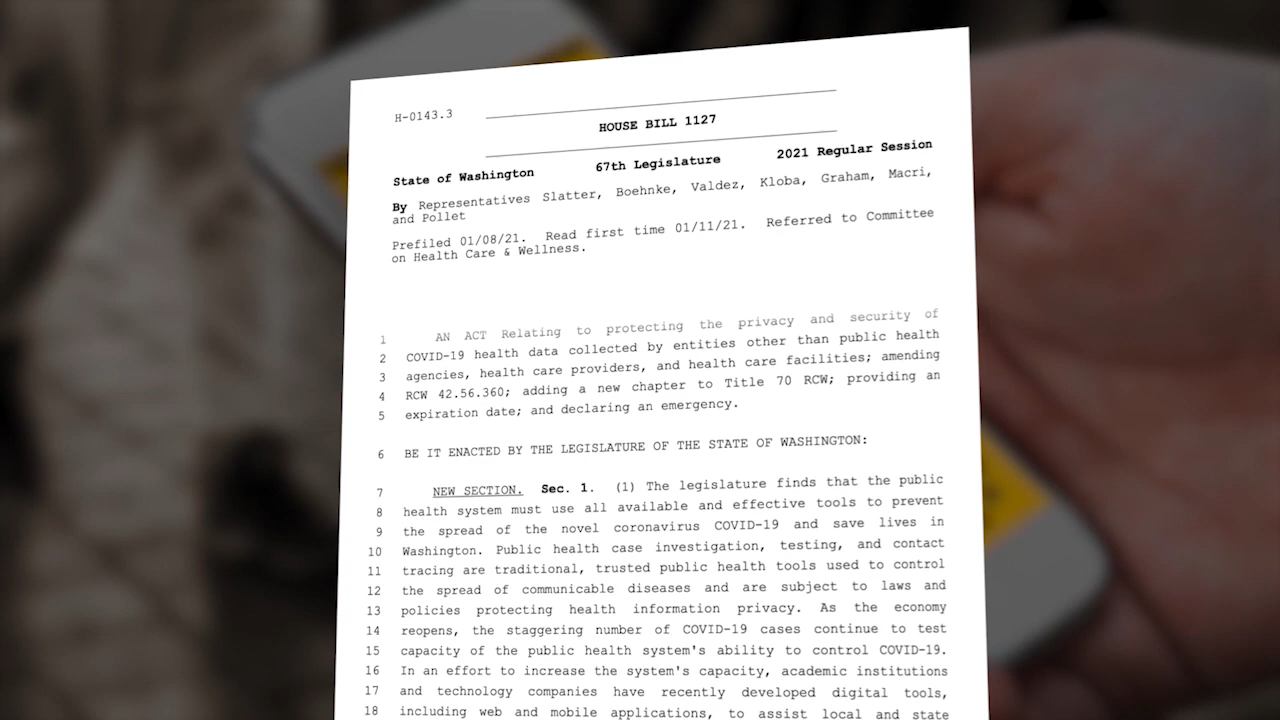 H-0143.3
HOUSE BILL 1127
State of Washington 67th Legislature 2021 Regular Session
By Representatives Slatter, Boehnke, Valdez, Kloba, Graham, Macri,
and Pollet
Prefiled 01/08/21. Read first time 01/11/21. Referred to Committee
on Health Care & Wellness.
1 AN ACT Relating to protecting the privacy and security of
2 COVID-19 health data collected by entities other than public health
3 agencies, health care providers, and health care facilities; amending
4 RCW 42.56.360; adding a new chapter to Title 70 RCW; providing an
5 expiration date; and declaring an emergency.
6 BE IT ENACTED BY THE LEGISLATURE OF THE STATE OF WASHINGTON:
7 NEW SECTION. Sec. 1. (1) The legislature finds that the public
8 health system must use all available and effective tools to prevent
9 the spread of the novel coronavirus COVID-19 and save lives in
10 Washington. Public health case investigation, testing, and contact
11 tracing are traditional, trusted public health tools used to control
12 the spread of communicable diseases and are subject to laws and
13 policies protecting health information privacy. As the economy
14 reopens, the staggering number of COVID-19 cases continue to test
15 capacity of the public health system's ability to control COVID-19.
16 In an effort to increase the system's capacity, academic institutions
17 and technology companies have recently developed digital tools,
18 including web and mobile applications, to assist local and state